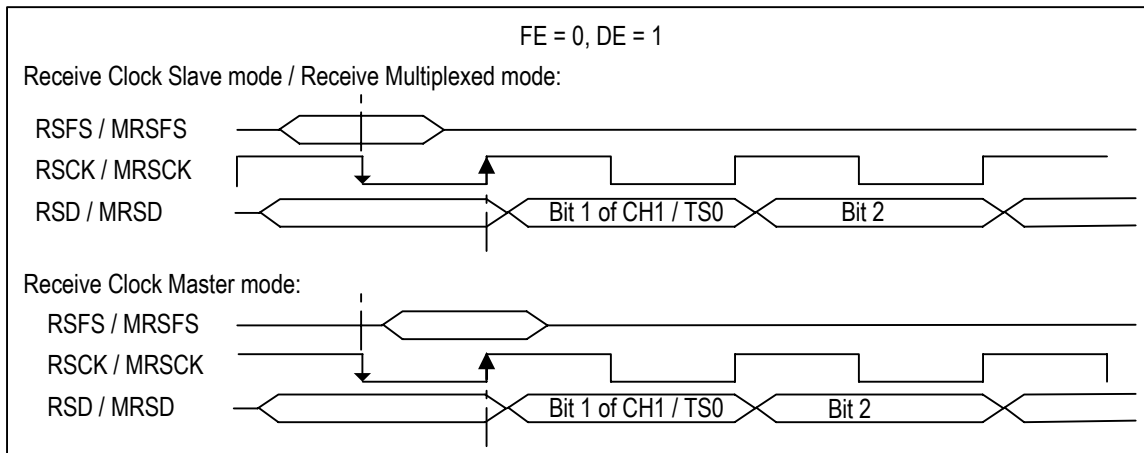 FE = 0, DE = 1
Receive Clock Slave mode / Receive Multiplexed mode:
RSFS / MRSFS
RSCK / MRSCK
RSD / MRSD
Bit 1 of CH1 / TS0
Bit 2
Receive Clock Master mode:
RSFS / MRSFS
RSCK / MRSCK
RSD / MRSD
Bit 1 of CH1 / TS0
Bit 2